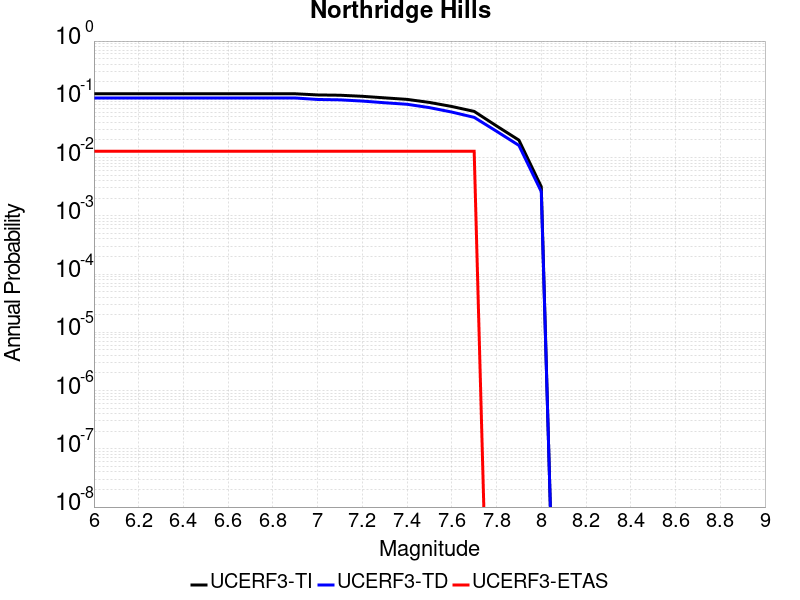 Northridge Hills
10^0
10^-1
10^-2
10^-3
10^-4
10^-5
10^-6
10^-7
10^-8
Annual Probability
6 6.2 6.4 6.6 6.8 7 7.2 7.4 7.6 7.8 8 8.2 8.4 8.6 8.8 9
Magnitude
UCERF3-TI UCERF3-TD UCERF3-ETAS